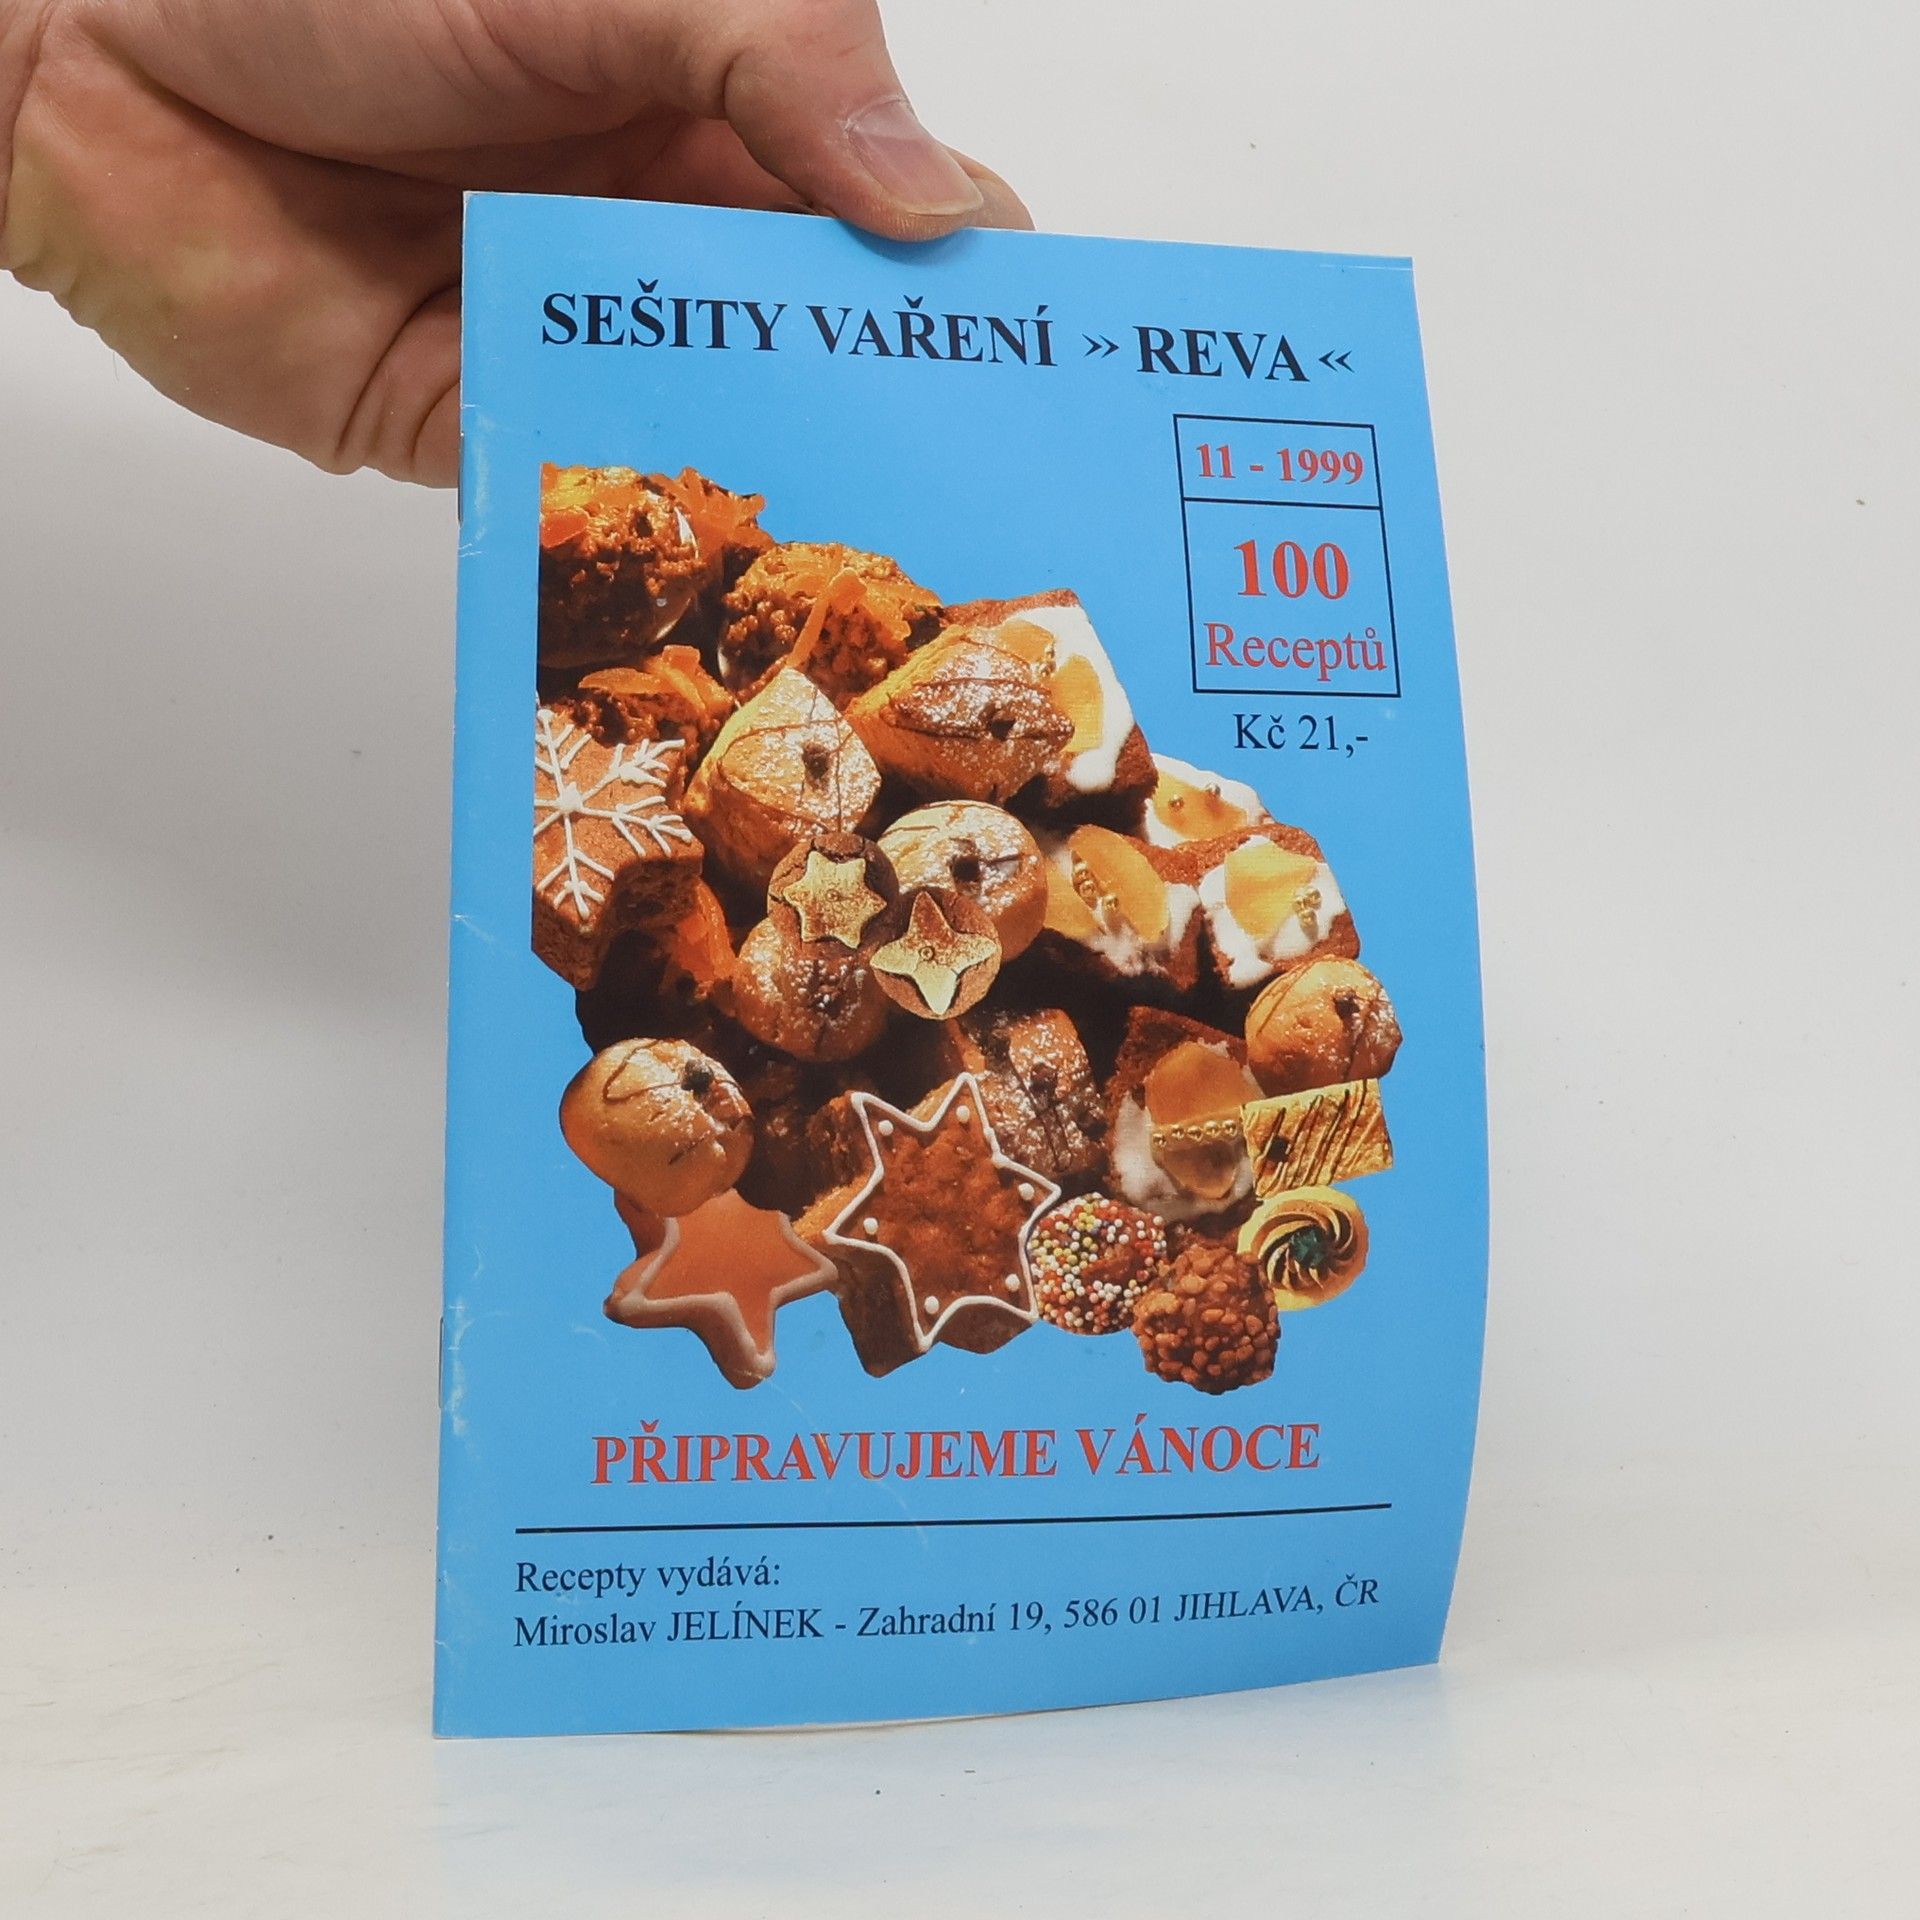 SEŠITY VAŘENÍ »REVA«
11 - 1999
100
Receptů
Kč 21,-
PŘIPRAVUJEME VÁNOCE
Recepty vydává:
Miroslav JELÍNEK - Zahradní 19, 586 01 JIHLAVA, ČR